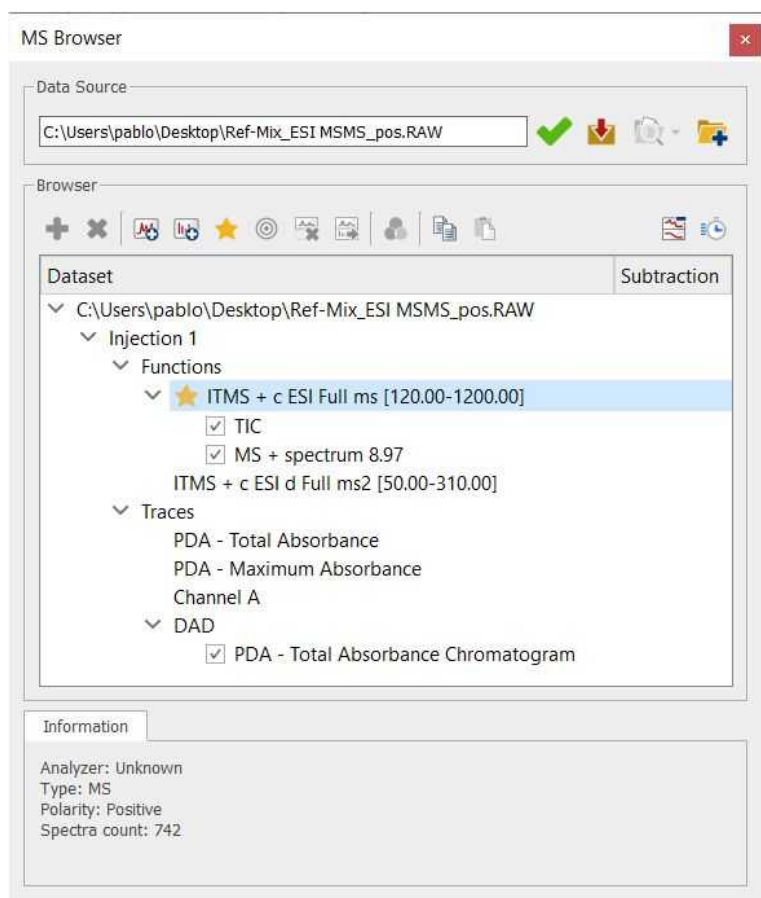 MS Browser
Data Source
C:\Users\pablo\Desktop\Ref-Mix_ESI MSMS_pos.RAW
Browser
Dataset Subtraction
C:\Users\pablo\Desktop\Ref-Mix_ESI MSMS_pos.RAW
Injection 1
Functions
ITMS + c ESI Full ms [120.00-1200.00]
TIC
MS + spectrum 8.97
ITMS + c ESI d Full ms2 [50.00-310.00]
Traces
PDA - Total Absorbance
PDA - Maximum Absorbance
Channel A
DAD
PDA - Total Absorbance Chromatogram
Information
Analyzer: Unknown
Type: MS
Polarity: Positive
Spectra count: 742